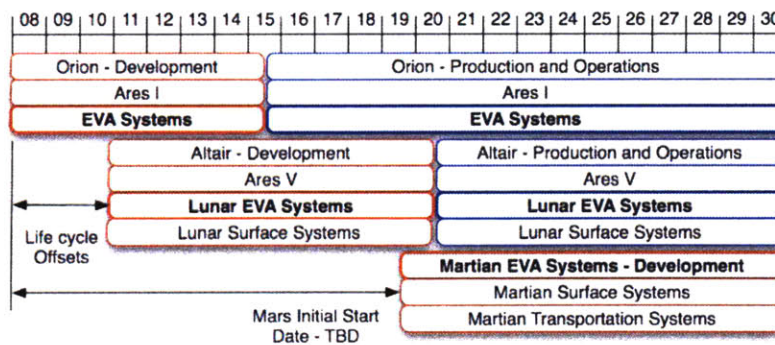 08 09 10 11 12 13 14 15 16 17 18 19 20 21 22 23 24 25 26 27 28 29 30
Orion - Development Orion - Production and Operations
Ares I Ares I
EVA Systems EVA Systems
Altair - Development Altair - Production and Operations
Ares V Ares V
Lunar EVA Systems Lunar EVA Systems
Lunar Surface Systems Lunar Surface Systems
Life cycle
Offsets
Martian EVA Systems - Development
Martian Surface Systems
Martian Transportation Systems
Mars Initial Start
Date - TBD